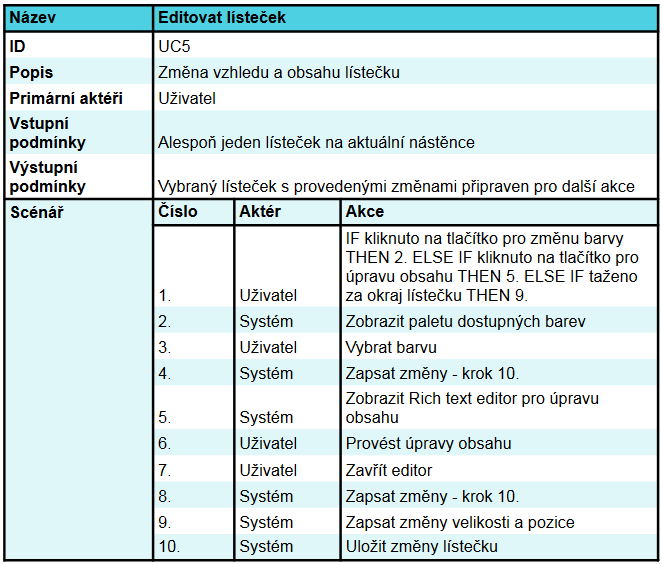 Název Editovat lísteček
ID UC5
Popis Změna vzhledu a obsahu lístečku
Primární aktéři Uživatel
Vstupní
podmínky Alespoň jeden lísteček na aktuální nástěnce
Výstupní
podmínky Vybraný lísteček s provedenými změnami připraven pro další akce
Scénář Číslo Aktér Akce
IF kliknuto na tlačítko pro změnu barvy
THEN 2. ELSE IF kliknuto na tlačítko pro
úpravu obsahu THEN 5. ELSE IF taženo
1. Uživatel za okraj lístečku THEN 9.
2. Systém Zobrazit paletu dostupných barev
3. Uživatel Vybrat barvu
4. Systém Zapsat změny - krok 10.
Zobrazit Rich text editor pro úpravu
5. Systém obsahu
6. Uživatel Provést úpravy obsahu
7. Uživatel Zavřít editor
8. Systém Zapsat změny - krok 10.
9. Systém Zapsat změny velikosti a pozice
10. Systém Uložit změny lístečku